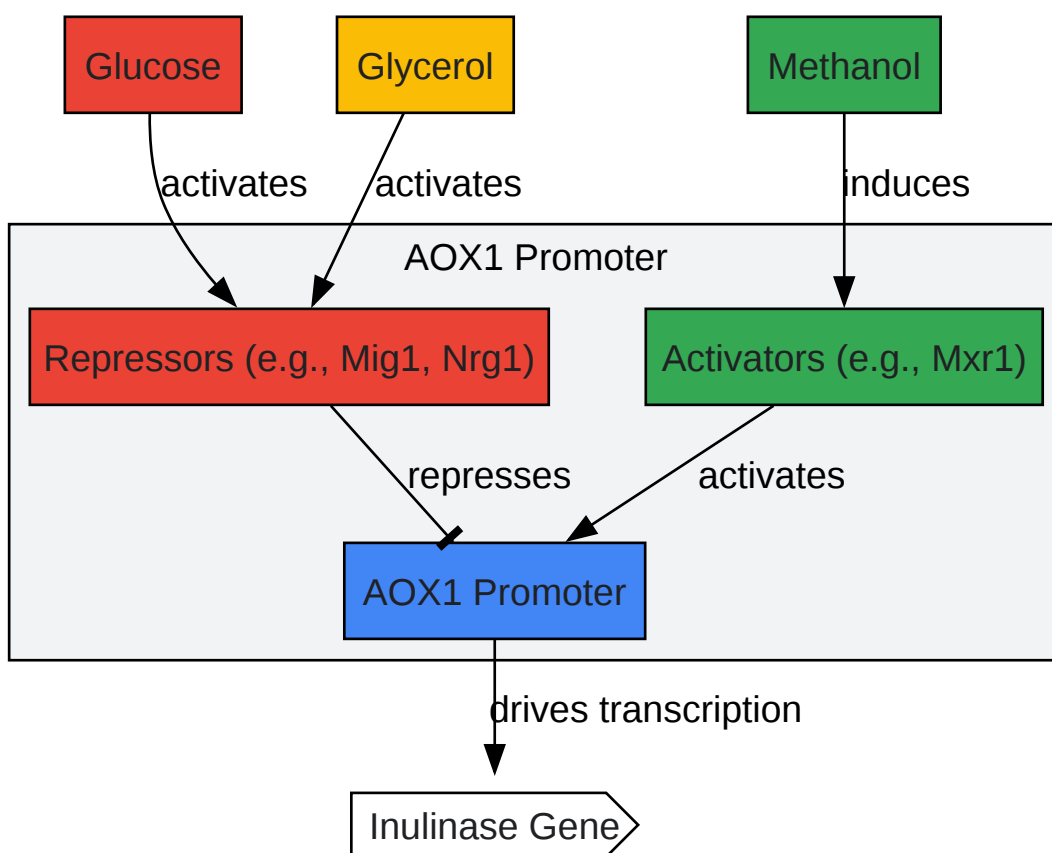 Glucose
Glycerol
Methanol
activates
activates
induces
AOX1 Promoter
Repressors (e.g., Mig1, Nrg1)
Activators (e.g., Mxr1)
represses
activates
AOX1 Promoter
drives transcription
Inulinase Gene